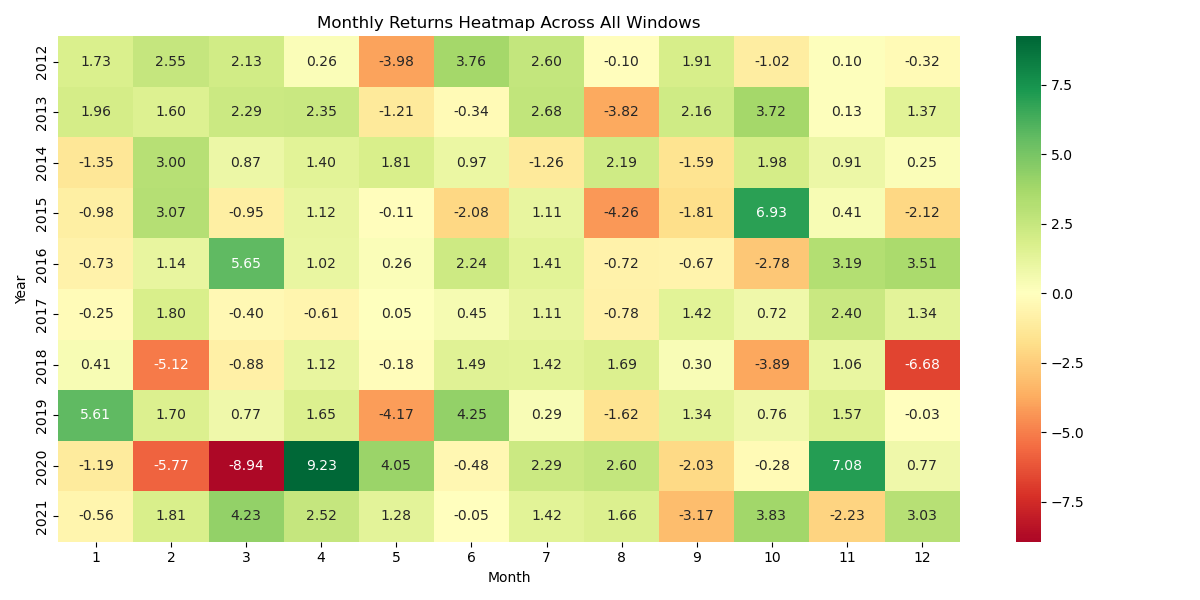 Monthly Returns Heatmap Across All Windows
Year
2012 1.73 2.55 2.13 0.26 -3.98 3.76 2.60 -0.10 1.91 -1.02 0.10 -0.32
2013 1.96 1.60 2.29 2.35 -1.21 -0.34 2.68 -3.82 2.16 3.72 0.13 1.37
2014 -1.35 3.00 0.87 1.40 1.81 0.97 -1.26 2.19 -1.59 1.98 0.91 0.25
2015 -0.98 3.07 -0.95 1.12 -0.11 -2.08 1.11 -4.26 -1.81 6.93 0.41 -2.12
2016 -0.73 1.14 5.65 1.02 0.26 2.24 1.41 -0.72 -0.67 -2.78 3.19 3.51
2017 -0.25 1.80 -0.40 -0.61 0.05 0.45 1.11 -0.78 1.42 0.72 2.40 1.34
2018 0.41 -5.12 -0.88 1.12 -0.18 1.49 1.42 1.69 0.30 -3.89 1.06 -6.68
2019 5.61 1.70 0.77 1.65 -4.17 4.25 0.29 -1.62 1.34 0.76 1.57 -0.03
2020 -1.19 -5.77 -8.94 9.23 4.05 -0.48 2.29 2.60 -2.03 -0.28 7.08 0.77
2021 -0.56 1.81 4.23 2.52 1.28 -0.05 1.42 1.66 -3.17 3.83 -2.23 3.03
1 2 3 4 5 6 7 8 9 10 11 12
Month
7.5
5.0
2.5
0.0
−2.5
−5.0
−7.5